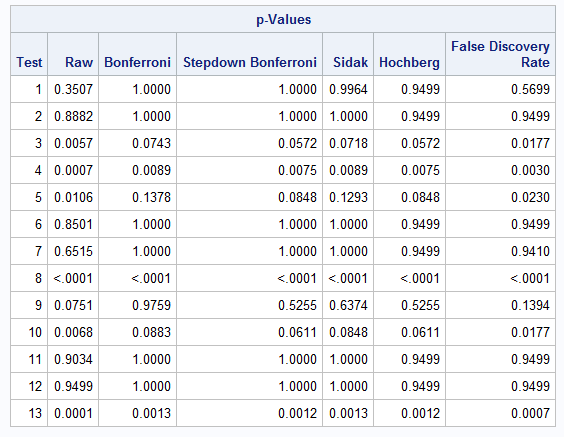 p-Values
Test Raw Bonferroni Stepdown Bonferroni Sidak Hochberg False Discovery Rate
1 0.3507 1.0000 1.0000 0.9964 0.9499 0.5699
2 0.8882 1.0000 1.0000 1.0000 0.9499 0.9499
3 0.0057 0.0743 0.0572 0.0718 0.0572 0.0177
4 0.0007 0.0089 0.0075 0.0089 0.0075 0.0030
5 0.0106 0.1378 0.0848 0.1293 0.0848 0.0230
6 0.8501 1.0000 1.0000 1.0000 0.9499 0.9499
7 0.6515 1.0000 1.0000 1.0000 0.9499 0.9410
8 <.0001 <.0001 <.0001 <.0001 <.0001 <.0001
9 0.0751 0.9759 0.5255 0.6374 0.5255 0.1394
10 0.0068 0.0883 0.0611 0.0848 0.0611 0.0177
11 0.9034 1.0000 1.0000 1.0000 0.9499 0.9499
12 0.9499 1.0000 1.0000 1.0000 0.9499 0.9499
13 0.0001 0.0013 0.0012 0.0013 0.0012 0.0007